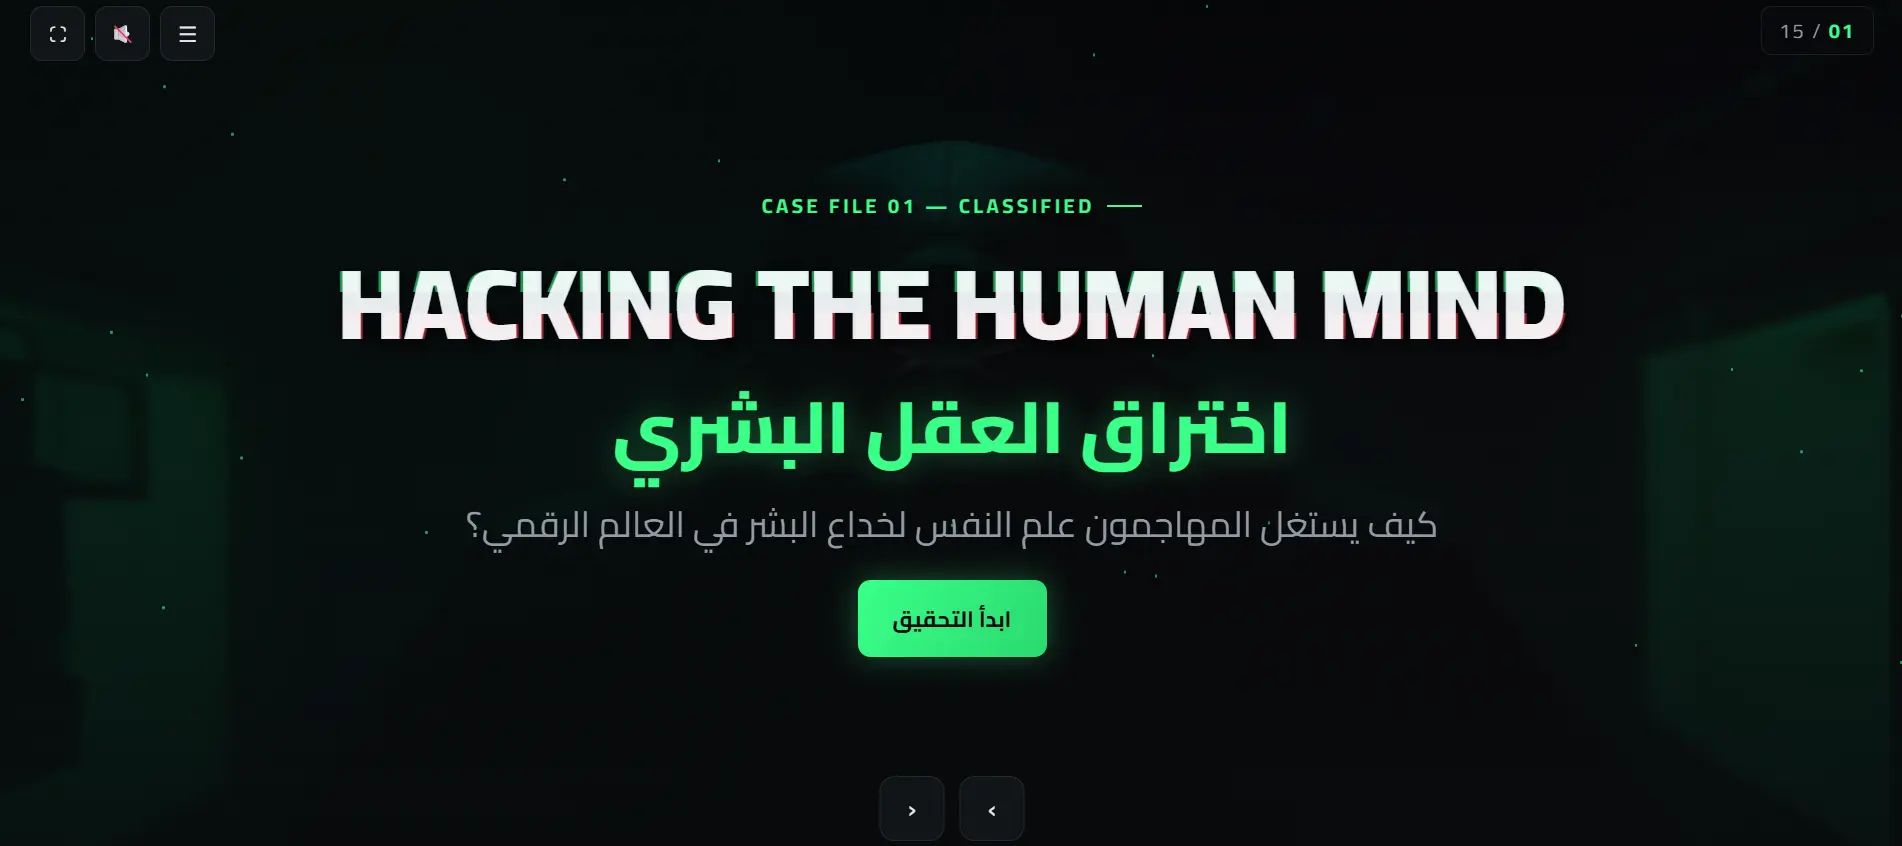 15 / 01
CASE FILE 01 — CLASSIFIED
HACKING THE HUMAN MIND
اختراق العقل البشري
كيف يستغل المهاجمون علم النفس لخداع البشر في العالم الرقمي؟
ابدأ التحقيق